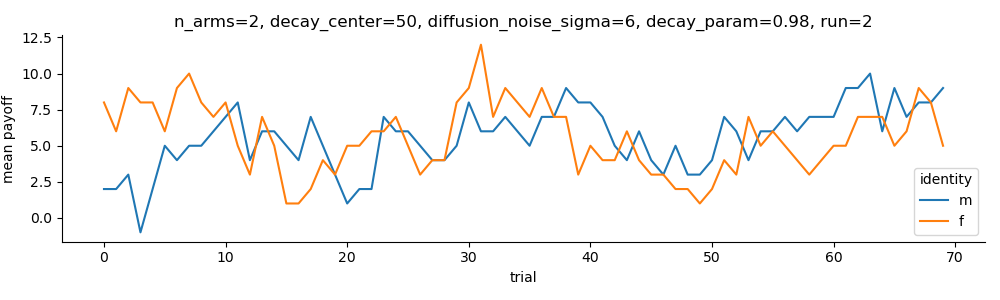 n_arms=2, decay_center=50, diffusion_noise_sigma=6, decay_param=0.98, run=2
12.5
10.0
7.5
5.0
2.5
0.0
mean payoff
identity
m
f
0 10 20 30 40 50 60 70
trial